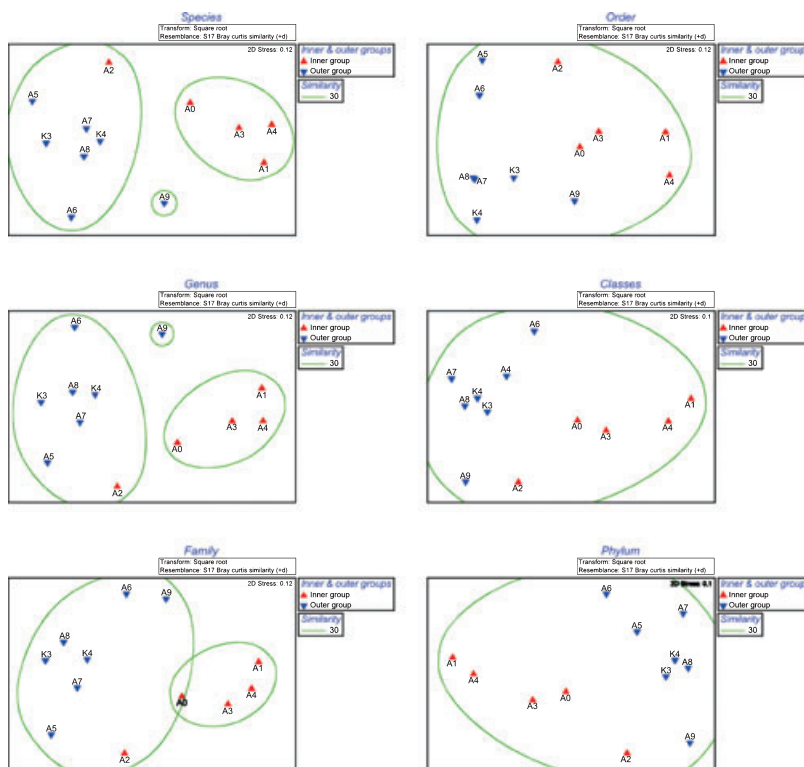 Species
Transform: Square root
Resemblance: S17 Bray curtis similarity (+d)
2D Stress: 0.12
Inner & outer groups
Inner group
Outer group
Similarity
30
A2
A5
A0
A7
A4
K3
K4
A3
A8
A1
A9
A6
Order
Transform: Square root
Resemblance: S17 Bray curtis similarity (+d)
2D Stress: 0.12
Inner & outer groups
Inner group
Outer group
Similarity
30
A5
A2
A6
A3
A1
A0
K3
A8
A7
A4
A9
K4
Genus
Transform: Square root
Resemblance: S17 Bray curtis similarity (+d)
2D Stress: 0.12
Inner & outer groups
Inner group
Outer group
Similarity
30
A6
A9
A8
K4
A1
K3
A7
A3
A4
A0
A5
A2
Classes
Transform: Square root
Resemblance: S17 Bray curtis similarity (+d)
2D Stress: 0.1
Inner & outer groups
Inner group
Outer group
Similarity
30
A6
A7
A4
K4
A8
K3
A1
A0
A3
A4
A9
A2
Family
Transform: Square root
Resemblance: S17 Bray curtis similarity (+d)
2D Stress: 0.12
Inner & outer groups
Inner group
Outer group
Similarity
30
A6
A9
A8
K3
K4
A1
A7
A4
A0
A3
A5
A2
Phylum
Transform: Square root
Resemblance: S17 Bray curtis similarity (+d)
2D Stress: 0.1
Inner & outer groups
Inner group
Outer group
Similarity
30
A6
A7
A5
A1
K4
A4
A8
K3
A3
A0
A9
A2